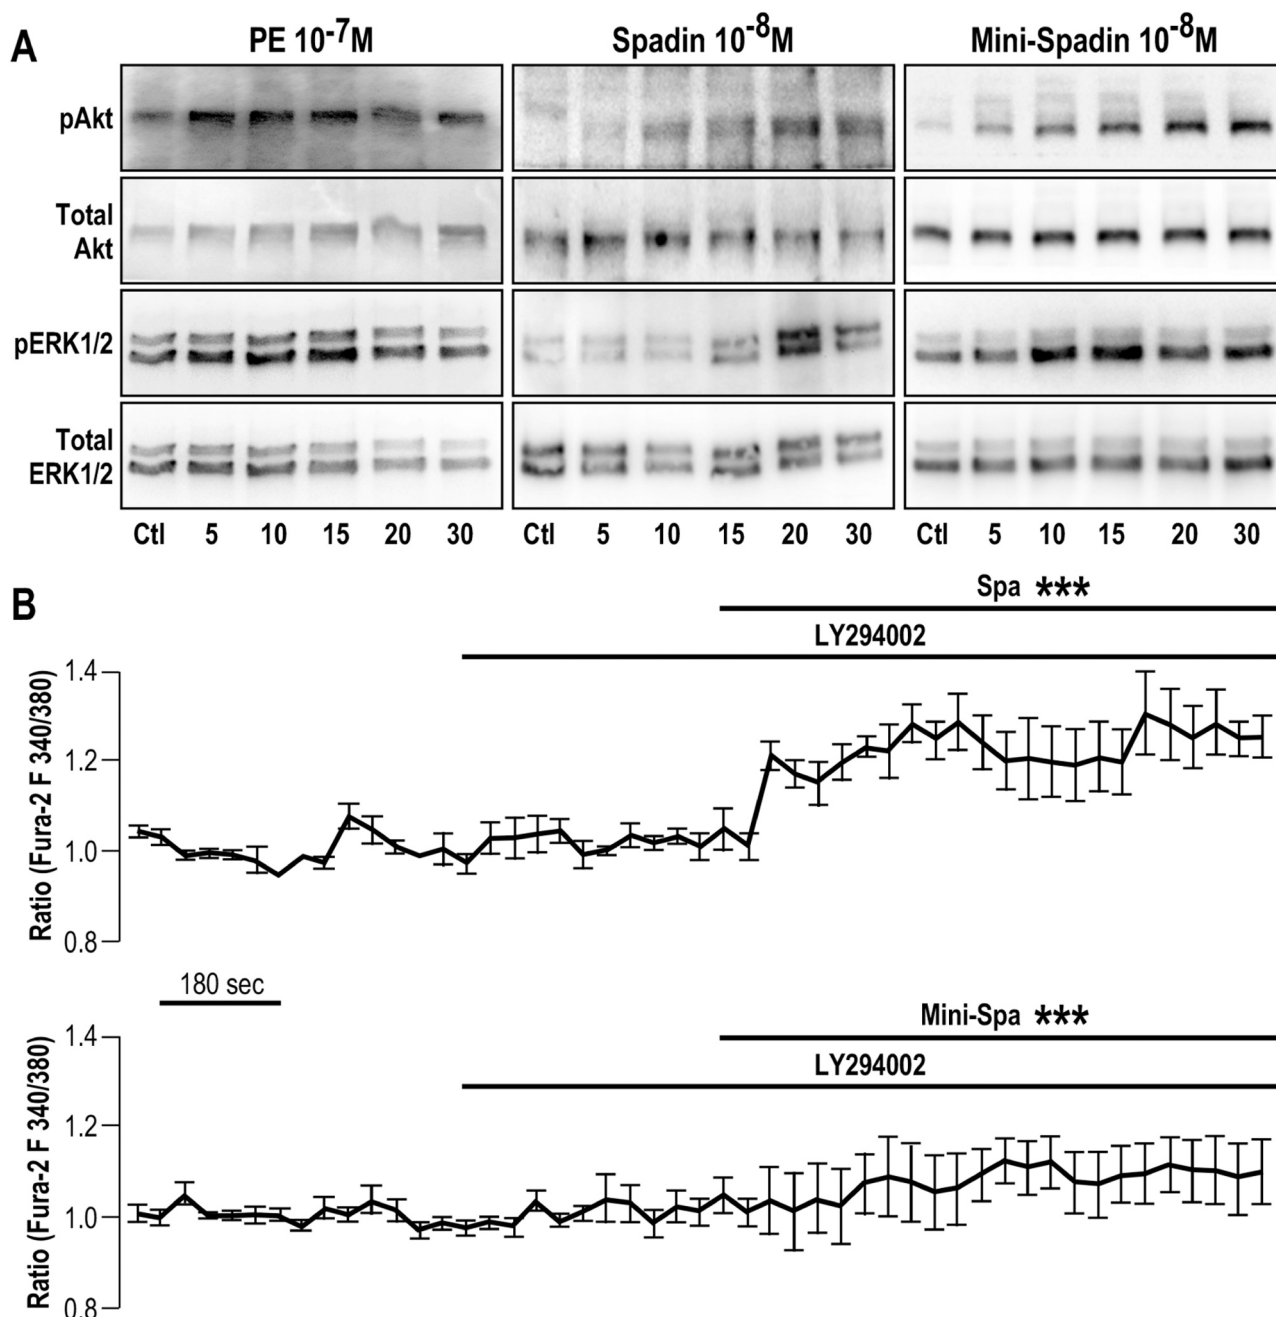 A
PE 10-7M
Spadin 10-8M
Mini-Spadin 10-8M
pAkt
Total
Akt
pERK1/2
Total
ERK1/2
Ctl 5 10 15 20 30
Ctl 5 10 15 20 30
Ctl 5 10 15 20 30
B
Spa ***
LY294002
Ratio (Fura-2 F 340/380)
1.4
1.2
1.0
0.8
180 sec
Mini-Spa ***
LY294002
Ratio (Fura-2 F 340/380)
1.4
1.2
1.0
0.8